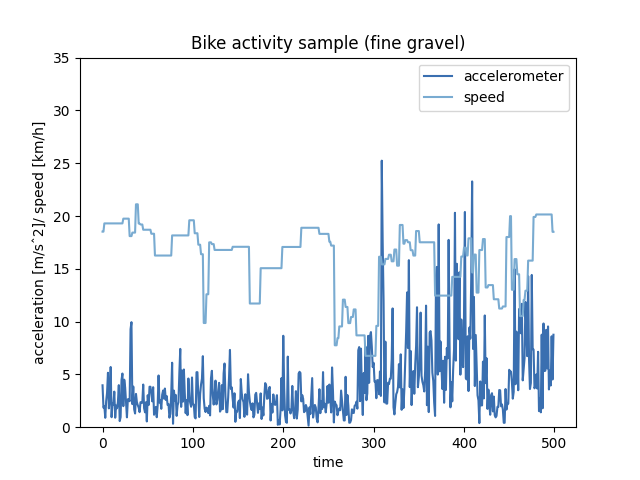 Bike activity sample (fine gravel)
accelerometer
speed
35
30
25
20
15
10
5
0
acceleration [m/s^2]/ speed [km/h]
0 100 200 300 400 500
time